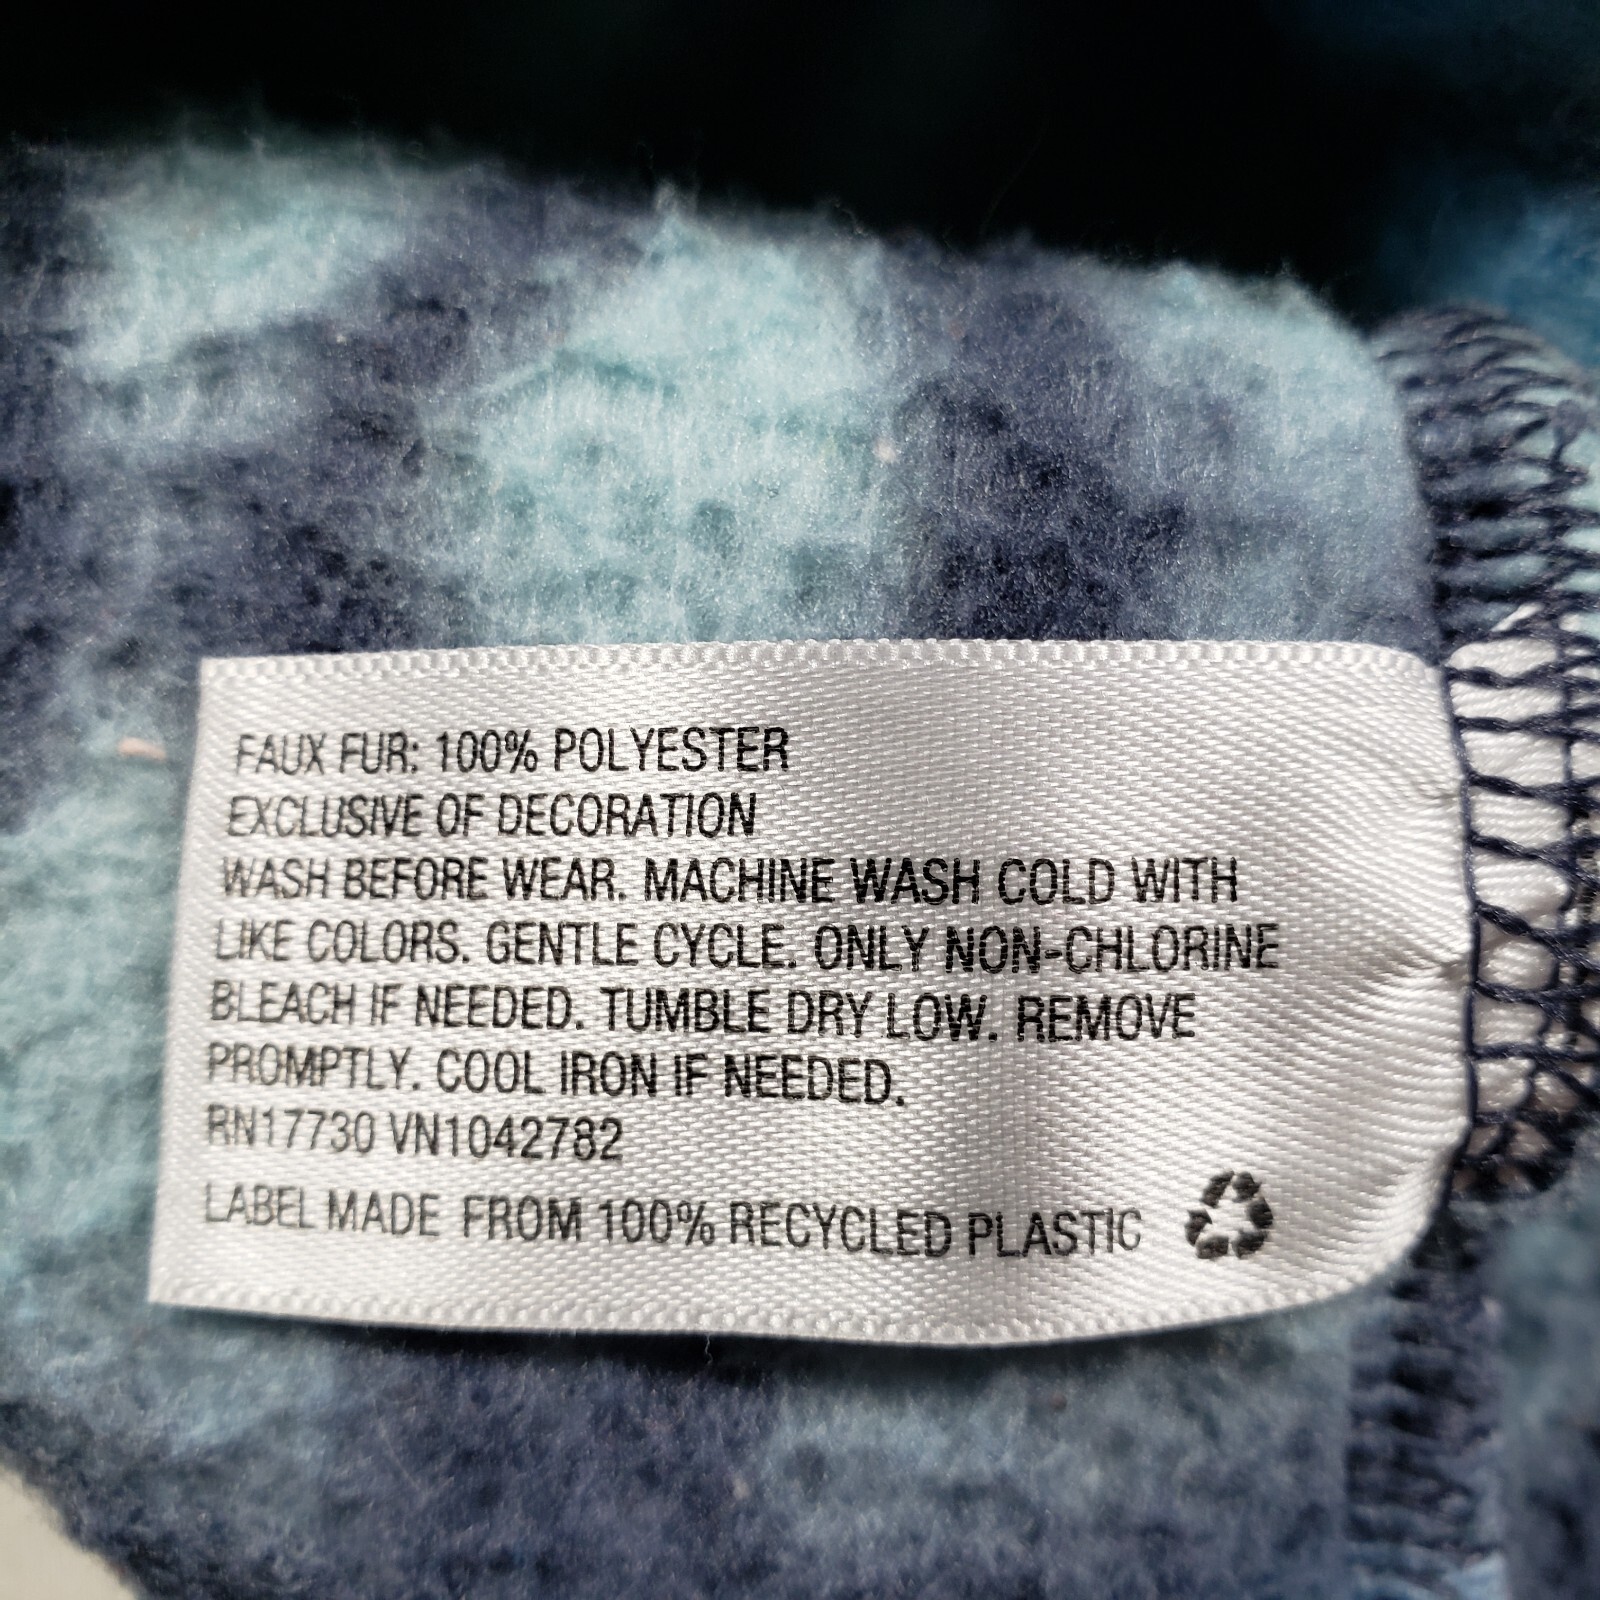 FAUX FUR: 100% POLYESTER
EXCLUSIVE OF DECORATION
WASH BEFORE WEAR. MACHINE WASH COLD WITH
LIKE COLORS. GENTLE CYCLE. ONLY NON-CHLORINE
BLEACH IF NEEDED. TUMBLE DRY LOW. REMOVE
PROMPTLY. COOL IRON IF NEEDED.
RN17730 VN1042782
LABEL MADE FROM 100% RECYCLED PLASTIC